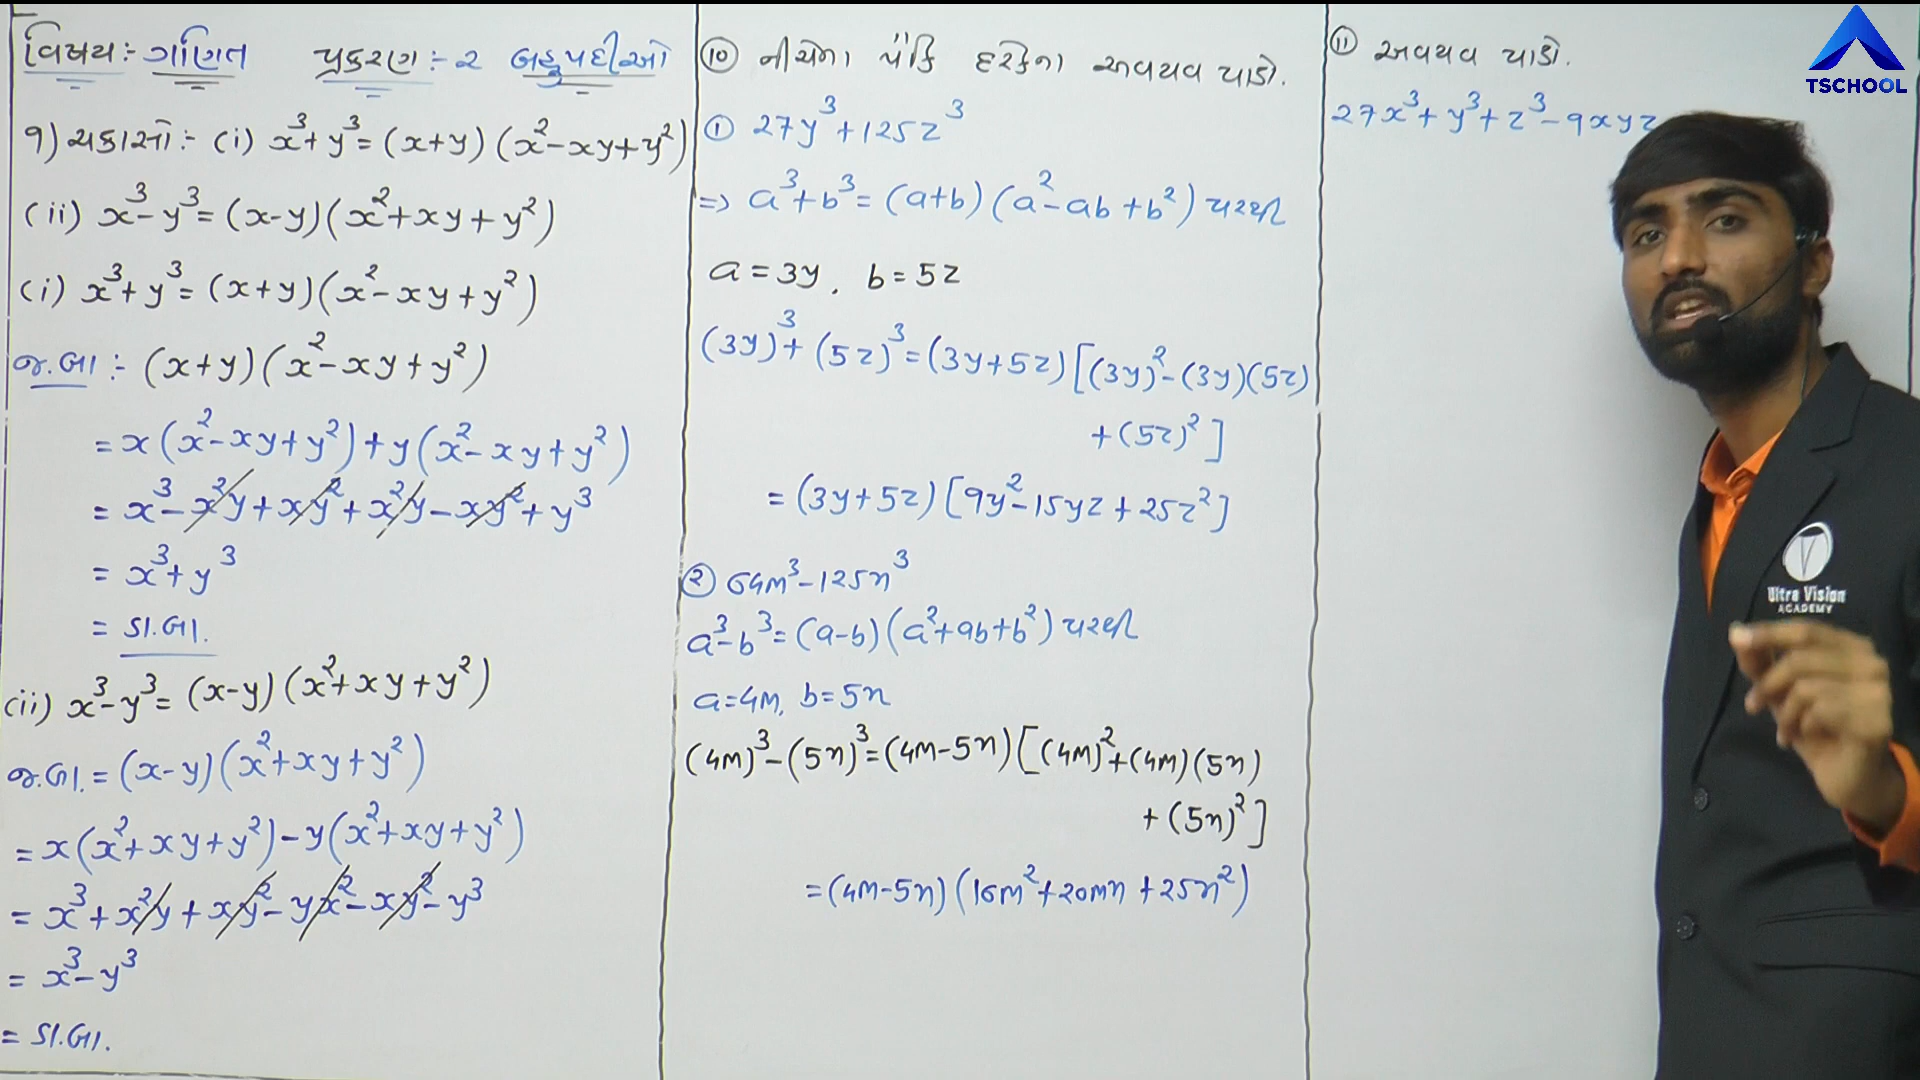 વિષય:- ગણિત પ્રકરણ:- ૨ બહુપદીઓ
૧) ચકાસો:- (i) x³+y³=(x+y)(x²-xy+y²)
(ii) x³-y³=(x-y)(x²+xy+y²)
(i) x³+y³=(x+y)(x²-xy+y²)
જ.બા :- (x+y)(x²-xy+y²)
= x(x²-xy+y²)+y(x²-xy+y²)
= x³-x²y+xy²+x²y-xy²+y³
= x³+y³
= ડા.બા.
(ii) x³-y³= (x-y)(x²+xy+y²)
જ.બા. = (x-y)(x²+xy+y²)
= x(x²+xy+y²)-y(x²+xy+y²)
= x³+x²y+xy²-yx²-xy²-y³
= x³-y³
= ડા.બા.
૧૦ નીચેના પૈકિ દરેકના અવયવ પાડો.
① 27y³+125z³
=> a³+b³=(a+b)(a²-ab+b²) પરથી
a=3y, b=5z
(3y)³+(5z)³=(3y+5z)[(3y)²-(3y)(5z)
+(5z)²]
=(3y+5z)[9y²-15yz+25z²]
૨ 64m³-125n³
a³-b³=(a-b)(a²+ab+b²) પરથી
a=4m, b=5n
(4m)³-(5n)³=(4m-5n)[(4m)²+(4m)(5n)
+(5n)²]
=(4m-5n)(16m²+20mn+25n²)
૧૧ અવયવ પાડો.
27x³+y³+z³-9xyz
TSCHOOL
Ultra Vision
ACADEMY